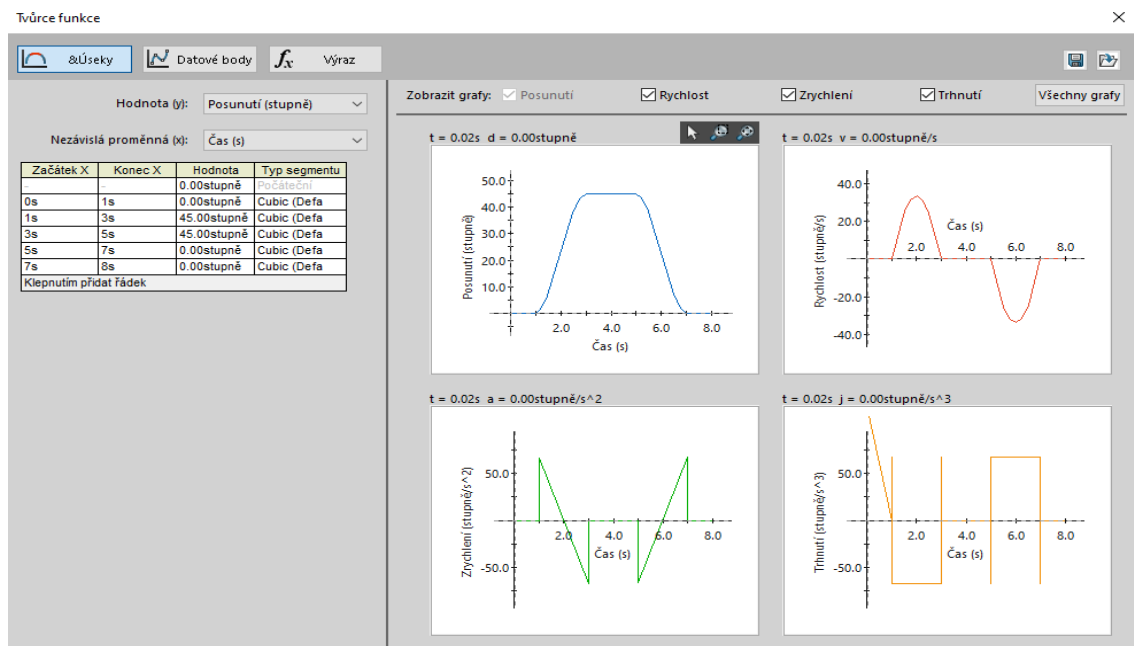 Tvůrce funkce
&Úseky Datové body fx Výraz
Hodnota (y): Posunutí (stupně)
Nezávislá proměnná (x): Čas (s)
Začátek X Konec X Hodnota Typ segmentu
- - 0.00stupně Počáteční
0s 1s 0.00stupně Cubic (Defa
1s 3s 45.00stupně Cubic (Defa
3s 5s 45.00stupně Cubic (Defa
5s 7s 0.00stupně Cubic (Defa
7s 8s 0.00stupně Cubic (Defa
Klepnutím přidat řádek
Zobrazit grafy: Posunutí Rychlost Zrychlení Trhnutí Všechny grafy
t = 0.02s d = 0.00stupně
50.0
40.0
30.0
20.0
10.0
Posunutí (stupně)
2.0 4.0 6.0 8.0
Čas (s)
t = 0.02s v = 0.00stupně/s
40.0
20.0
-20.0
-40.0
Rychlost (stupně/s)
Čas (s)
2.0 4.0 6.0 8.0
t = 0.02s a = 0.00stupně/s^2
50.0
-50.0
Zrychlení (stupně/s^2)
2.0 4.0 6.0 8.0
Čas (s)
t = 0.02s j = 0.00stupně/s^3
50.0
-50.0
Trhnutí (stupně/s^3)
2.0 4.0 6.0 8.0
Čas (s)